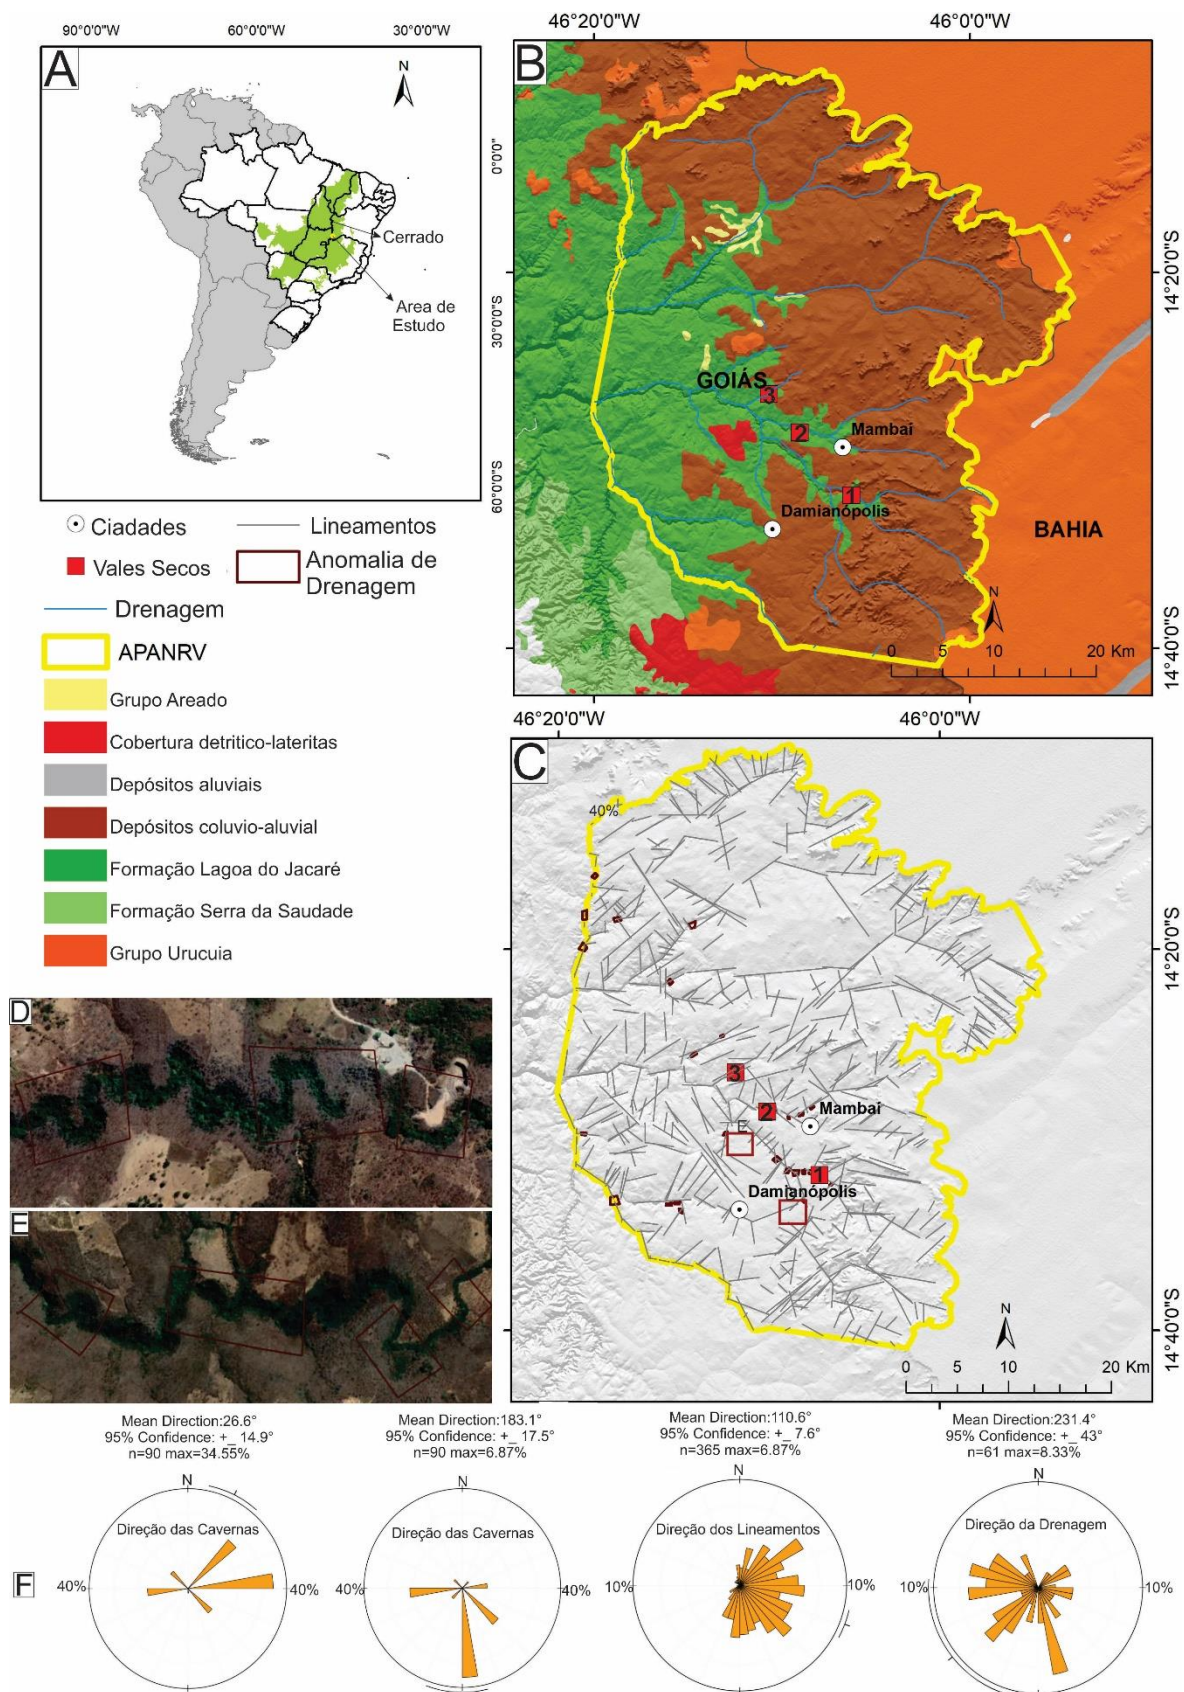 90°0'0"W
60°0'0"W
30°0'0"W
A
N
0°0'0"
30°0'0"S
60°0'0"S
Cerrado
Area de
Estudo
46°20'0"W
46°0'0"W
B
14°20'0"S
14°40'0"S
GOIÁS
3
2
Mambaí
1
Damianópolis
BAHIA
N
0 5 10 20 Km
Ciadades
Lineamentos
Vales Secos
Anomalia de
Drenagem
Drenagem
APANRV
Grupo Areado
Cobertura detritico-lateritas
Depósitos aluviais
Depósitos coluvio-aluvial
Formação Lagoa do Jacaré
Formação Serra da Saudade
Grupo Urucuia
46°20'0"W
46°0'0"W
C
40%
14°20'0"S
14°40'0"S
3
2
Mambaí
E
1
Damianópolis
N
0 5 10 20 Km
D
E
Mean Direction:26.6°
95% Confidence: +_ 14.9°
n=90 max=34.55%
N
Direção das Cavernas
40%
40%
Mean Direction:183.1°
95% Confidence: +_ 17.5°
n=90 max=6.87%
N
Direção das Cavernas
40%
40%
Mean Direction:110.6°
95% Confidence: +_ 7.6°
n=365 max=6.87%
N
Direção dos Lineamentos
10%
10%
Mean Direction:231.4°
95% Confidence: +_ 43°
n=61 max=8.33%
N
Direção da Drenagem
10%
10%
F